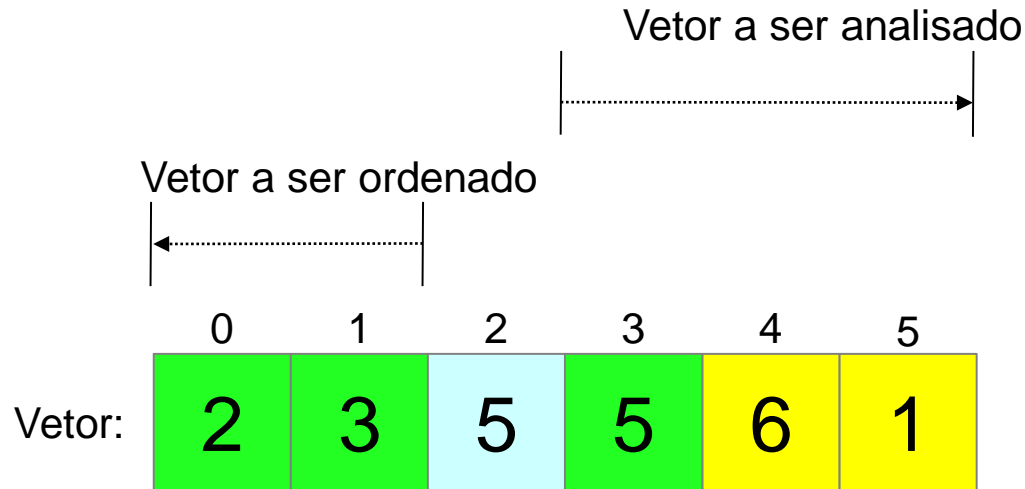 Vetor a ser analisado
Vetor a ser ordenado
0 1 2 3 4 5
Vetor: 2 3 5 5 6 1